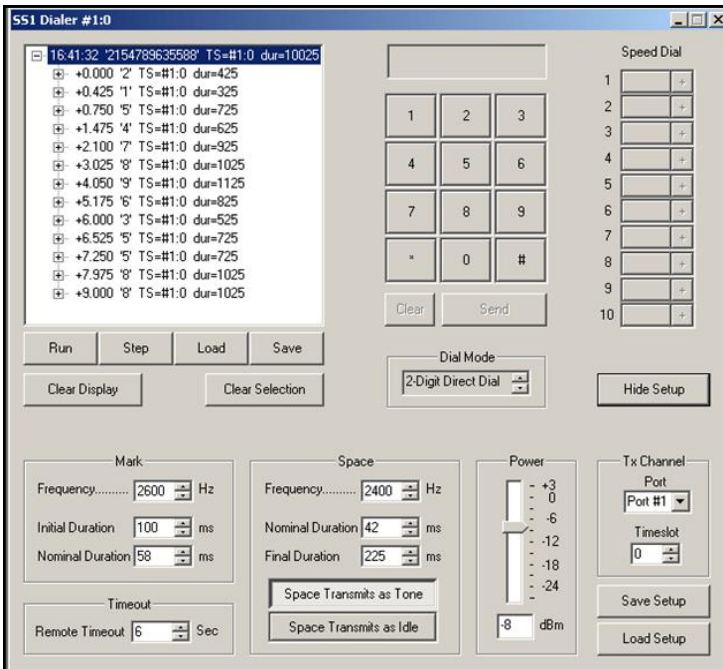 SS1 Dialer #1:0
16:41:32 '2154789635588' TS=#1:0 dur=10025
+0.000 '2' TS=#1:0 dur=425
+0.425 '1' TS=#1:0 dur=325
+0.750 '5' TS=#1:0 dur=725
+1.475 '4' TS=#1:0 dur=625
+2.100 '7' TS=#1:0 dur=925
+3.025 '8' TS=#1:0 dur=1025
+4.050 '9' TS=#1:0 dur=1125
+5.175 '6' TS=#1:0 dur=825
+6.000 '3' TS=#1:0 dur=525
+6.525 '5' TS=#1:0 dur=725
+7.250 '5' TS=#1:0 dur=725
+7.975 '8' TS=#1:0 dur=1025
+9.000 '8' TS=#1:0 dur=1025
Run Step Load Save
Clear Display Clear Selection
1 2 3
4 5 6
7 8 9
* 0 #
Clear Send
Dial Mode
2-Digit Direct Dial
Speed Dial
1 +
2 +
3 +
4 +
5 +
6 +
7 +
8 +
9 +
10 +
Hide Setup
Mark
Frequency.......... 2600 Hz
Initial Duration 100 ms
Nominal Duration 58 ms
Timeout
Remote Timeout 6 Sec
Space
Frequency.......... 2400 Hz
Nominal Duration 42 ms
Final Duration 225 ms
Space Transmits as Tone
Space Transmits as Idle
Power
+3
0
-6
-12
-18
-24
-8 dBm
Tx Channel
Port
Port #1
Timeslot
0
Save Setup
Load Setup